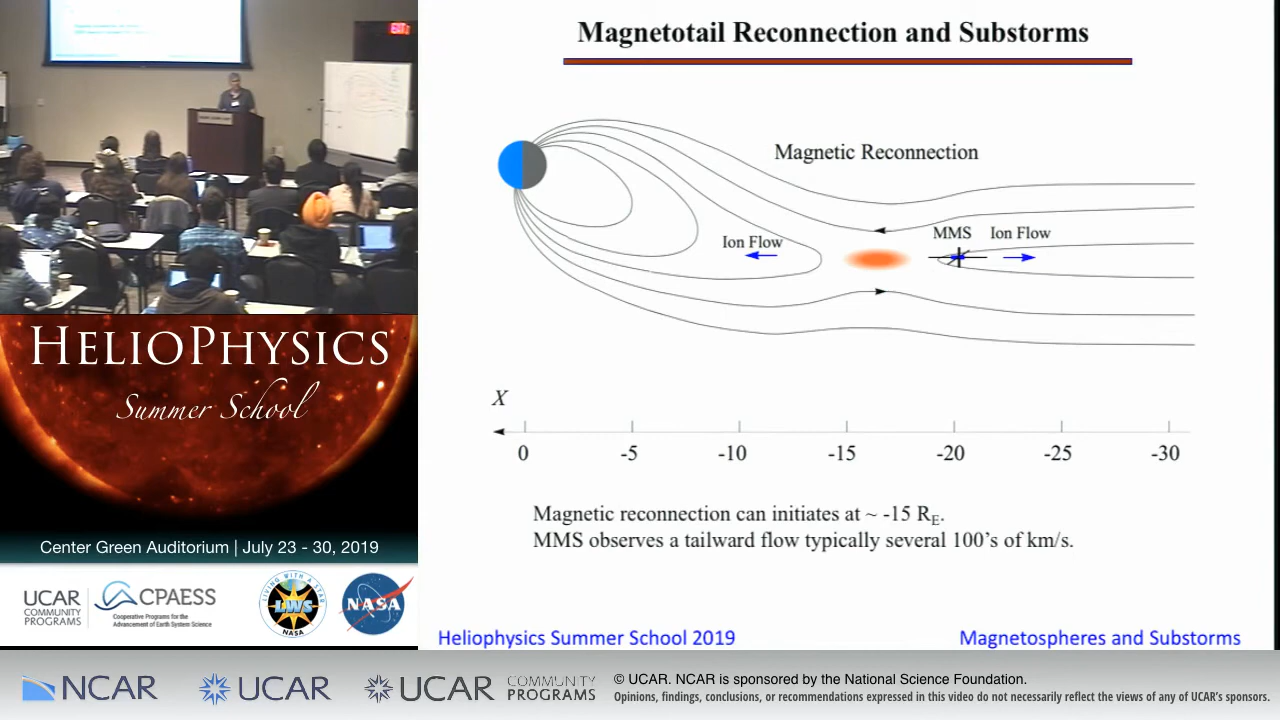 Magnetotail Reconnection and Substorms
Magnetic Reconnection
Ion Flow
MMS
Ion Flow
X
0 -5 -10 -15 -20 -25 -30
Magnetic reconnection can initiates at ~ -15 RE.
MMS observes a tailward flow typically several 100's of km/s.
Heliophysics Summer School 2019
Magnetospheres and Substorms
HELIOPHYSICS
Summer School
Center Green Auditorium | July 23 - 30, 2019
UCAR
COMMUNITY
PROGRAMS
CPAESS
Cooperative Programs for the
Advancement of Earth System Science
LIVING WITH A STAR
LWS
NASA
NASA
NCAR
UCAR
UCAR
COMMUNITY
PROGRAMS
© UCAR. NCAR is sponsored by the National Science Foundation.
Opinions, findings, conclusions, or recommendations expressed in this video do not necessarily reflect the views of any of UCAR's sponsors.